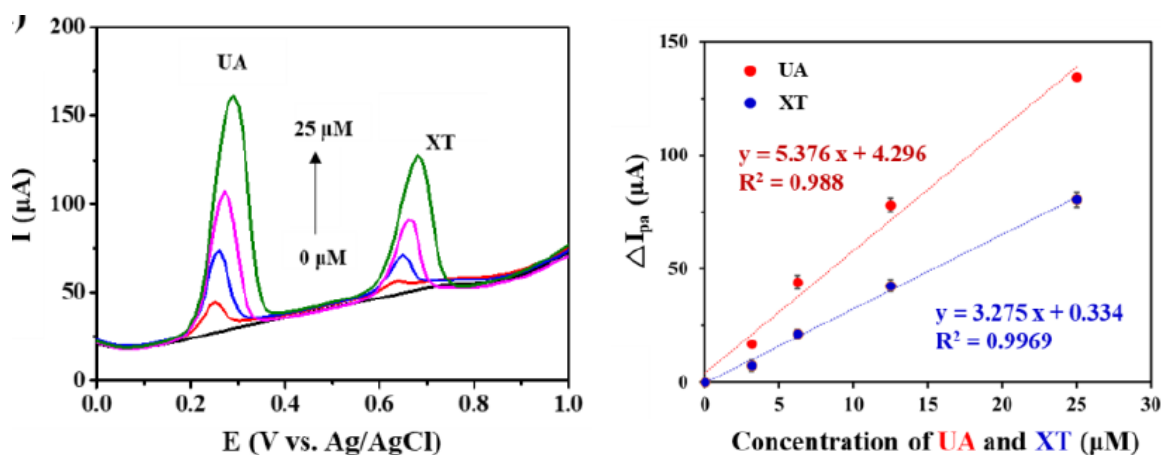 200
150
100
50
0
I (µA)
UA
25 µM
0 µM
XT
0.0 0.2 0.4 0.6 0.8 1.0
E (V vs. Ag/AgCl)
150
100
50
0
△Ipa (µA)
UA
XT
y = 5.376 x + 4.296
R² = 0.988
y = 3.275 x + 0.334
R² = 0.9969
0 5 10 15 20 25 30
Concentration of UA and XT (µM)